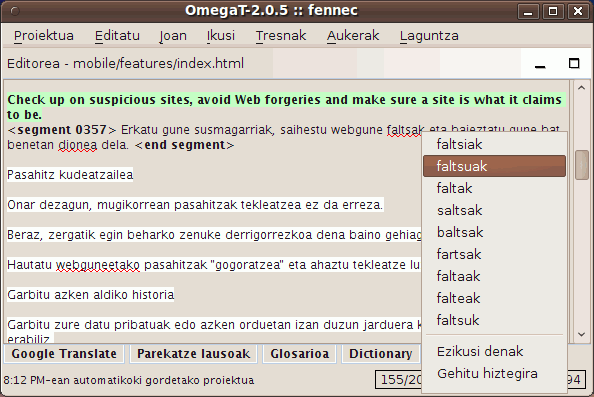 OmegaT-2.0.5 :: fennec
Proiektua Editatu Joan Ikusi Tresnak Aukerak Laguntza
Editorea - mobile/features/index.html
Check up on suspicious sites, avoid Web forgeries and make sure a site is what it claims
to be.
<segment 0357> Erkatu gune susmagarriak, saihestu webgune faltsak eta baieztatu gune bat
benetan dionea dela. <end segment>
Pasahitz kudeatzailea
Onar dezagun, mugikorrean pasahitzak tekleatzea ez da erreza.
Beraz, zergatik egin beharko zenuke derrigorrezkoa dena baino gehiag
Hautatu webguneetako pasahitzak "gogoratzea" eta ahaztu tekleatze lu
Garbitu azken aldiko historia
Garbitu zure datu pribatuak edo azken orduetan izan duzun jarduera k
erabiliz.
faltsiak
faltsuak
faltak
saltsak
baltsak
fartsak
faltaak
falteak
faltsuk
Ezikusi denak
Gehitu hiztegira
Google Translate Parekatze lausoak Glosarioa Dictionary
8:12 PM-ean automatikoki gordetako proiektua 155/20 94